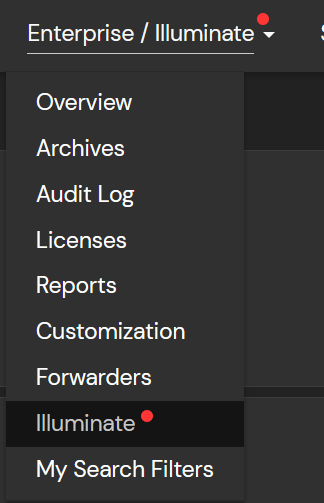 Enterprise / Illuminate
Overview
Archives
Audit Log
Licenses
Reports
Customization
Forwarders
Illuminate
My Search Filters